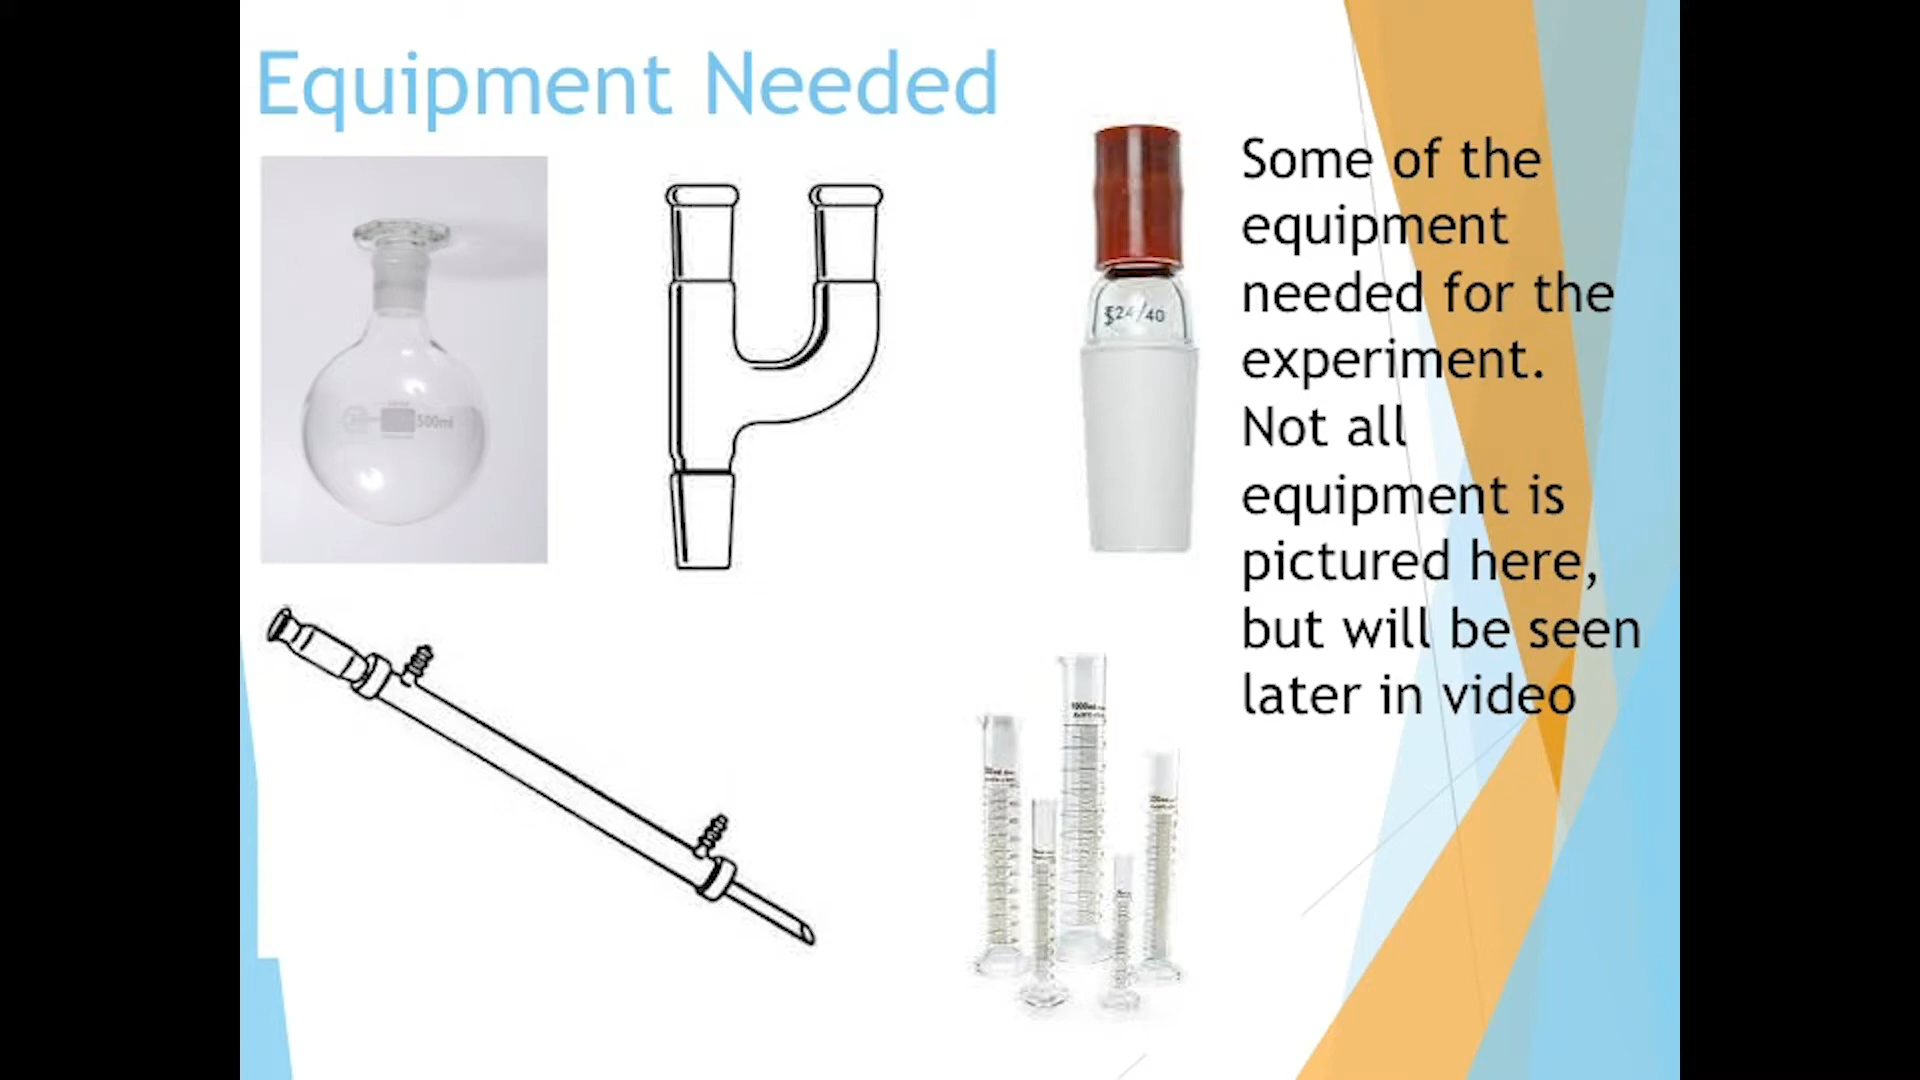 Equipment Needed
Some of the
equipment
needed for the
experiment.
Not all
equipment is
pictured here,
but will be seen
later in video
500ml
24/40
1000ml